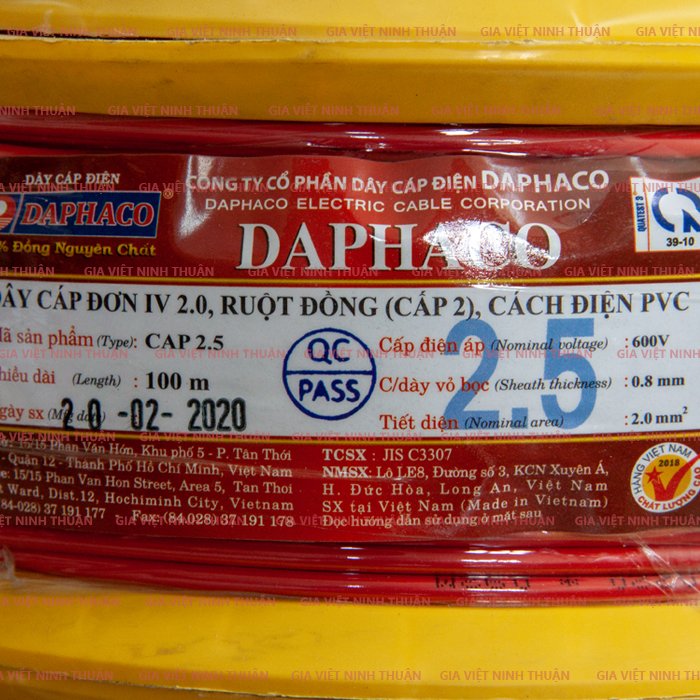 GIA VIỆT NINH THUẬN
DÂY CÁP ĐIỆN
DAPHACO®
% Đồng Nguyên Chất
CÔNG TY CỔ PHẦN DÂY CÁP ĐIỆN DAPHACO
DAPHACO ELECTRIC CABLE CORPORATION
DAPHACO
QUATEST 3
39-10
DÂY CÁP ĐƠN IV 2.0, RUỘT ĐỒNG (CẤP 2), CÁCH ĐIỆN PVC
Mã sản phẩm (Type): CAP 2.5
Chiều dài (Length) : 100 m
Ngày sx (Mfg date)
20-02-2020
QC
PASS
2.5
Cấp điện áp (Nominal voltage) : 600V
C/dày vỏ bọc (Sheath thickness) : 0.8 mm
Tiết diện (Nominal area) : 2.0 mm²
15/15 Phan Văn Hớn, Khu phố 5 - P. Tân Thới
- Quận 12 - Thành Phố Hồ Chí Minh, Việt Nam
: 15/15 Phan Van Hon Street, Area 5, Tan Thoi
Ward, Dist.12, Hochiminh City, Vietnam
(84.028) 37 191 177 Fax: (84.028) 37 191 178
TCSX : JIS C3307
NMSX: Lô LE8, Đường số 3, KCN Xuyên Á,
H. Đức Hòa, Long An, Việt Nam
SX tại Việt Nam (Made in Vietnam)
Đọc hướng dẫn sử dụng ở mặt sau
HÀNG VIỆT NAM
2018
CHẤT LƯỢNG CAO